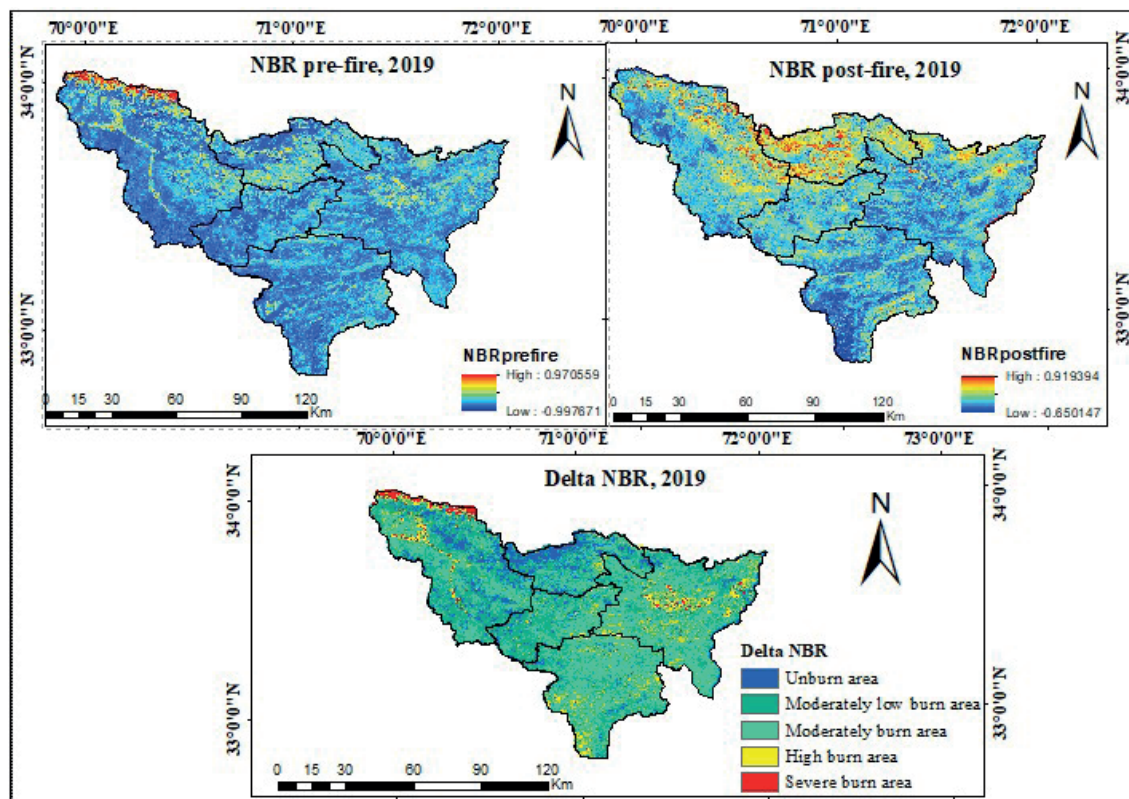 70°0'0"E 71°0'0"E 72°0'0"E
70°0'0"E 71°0'0"E 72°0'0"E
NBR pre-fire, 2019
NBR post-fire, 2019
34°0'0"N
N
N
33°0'0"N
33°0'0"N
NBRprefire
High : 0.970559
Low : -0.997671
0 15 30 60 90 120
Km
NBRpostfire
High : 0.919394
Low : -0.650147
0 15 30 60 90 120
Km
70°0'0"E 71°0'0"E 72°0'0"E 73°0'0"E
Delta NBR, 2019
34°0'0"N
34°0'0"N
N
33°0'0"N
33°0'0"N
Delta NBR
Unburn area
Moderately low burn area
Moderately burn area
High burn area
Severe burn area
0 15 30 60 90 120
Km